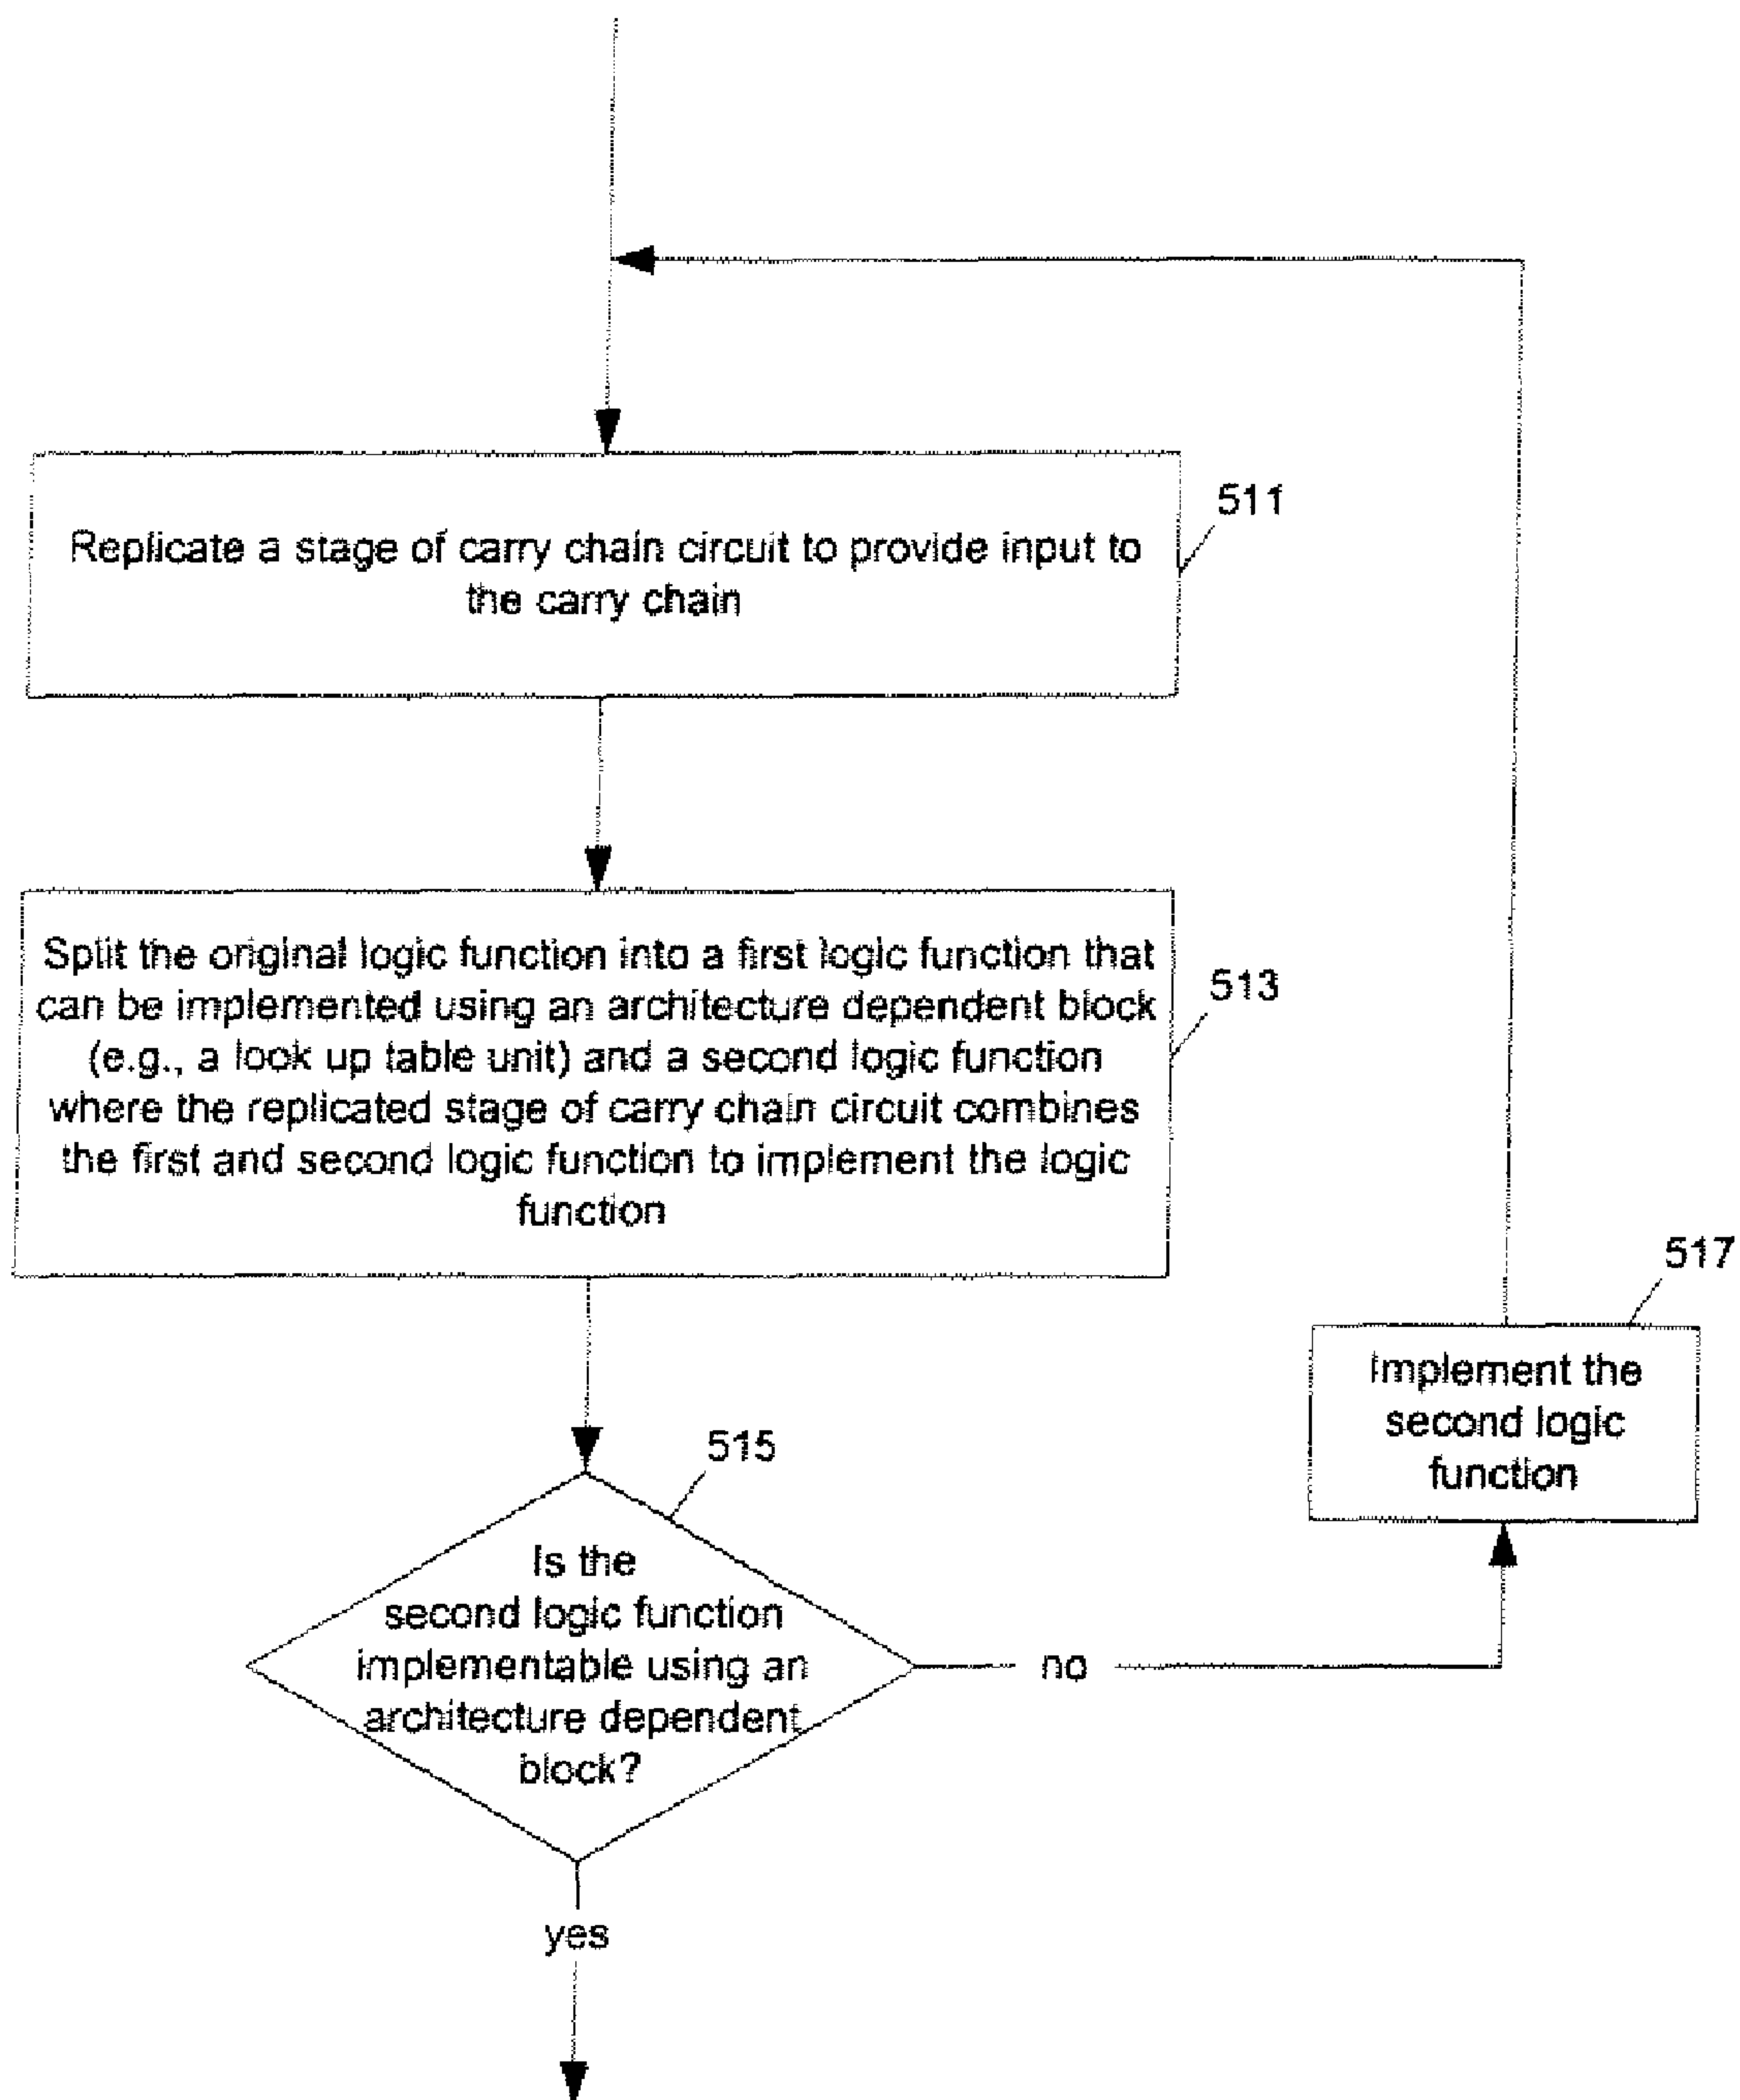 Replicate a stage of carry chain circuit to provide input to
the carry chain
511
Split the original logic function into a first logic function that
can be implemented using an architecture dependent block
(e.g., a look up table unit) and a second logic function
where the replicated stage of carry chain circuit combines
the first and second logic function to implement the logic
function
513
517
Implement the
second logic
function
515
Is the
second logic function
implementable using an
architecture dependent
block?
no
yes